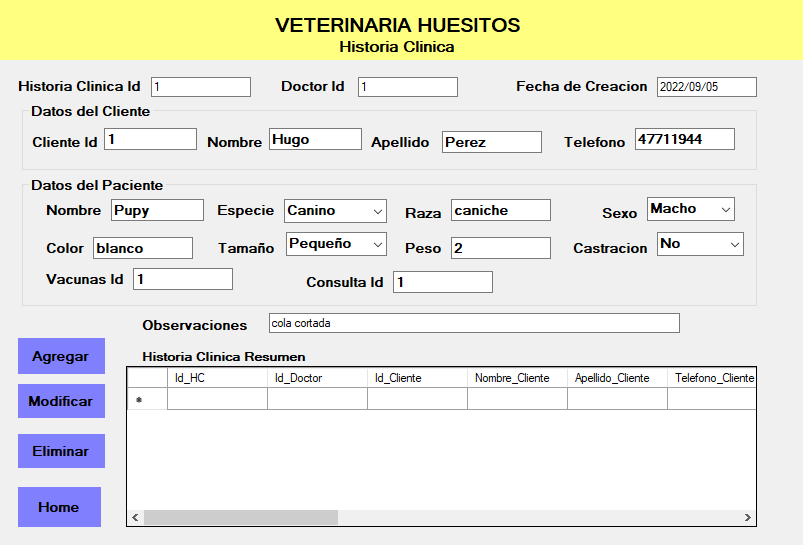 VETERINARIA HUESITOS
Historia Clinica
Historia Clinica Id 1 Doctor Id 1 Fecha de Creacion 2022/09/05
Datos del Cliente
Cliente Id 1 Nombre Hugo Apellido Perez Telefono 47711944
Datos del Paciente
Nombre Pupy Especie Canino Raza caniche Sexo Macho
Color blanco Tamaño Pequeño Peso 2 Castracion No
Vacunas Id 1 Consulta Id 1
Observaciones cola cortada
Agregar
Modificar
Eliminar
Home
Historia Clinica Resumen
Id_HC Id_Doctor Id_Cliente Nombre_Cliente Apellido_Cliente Telefono_Cliente
*